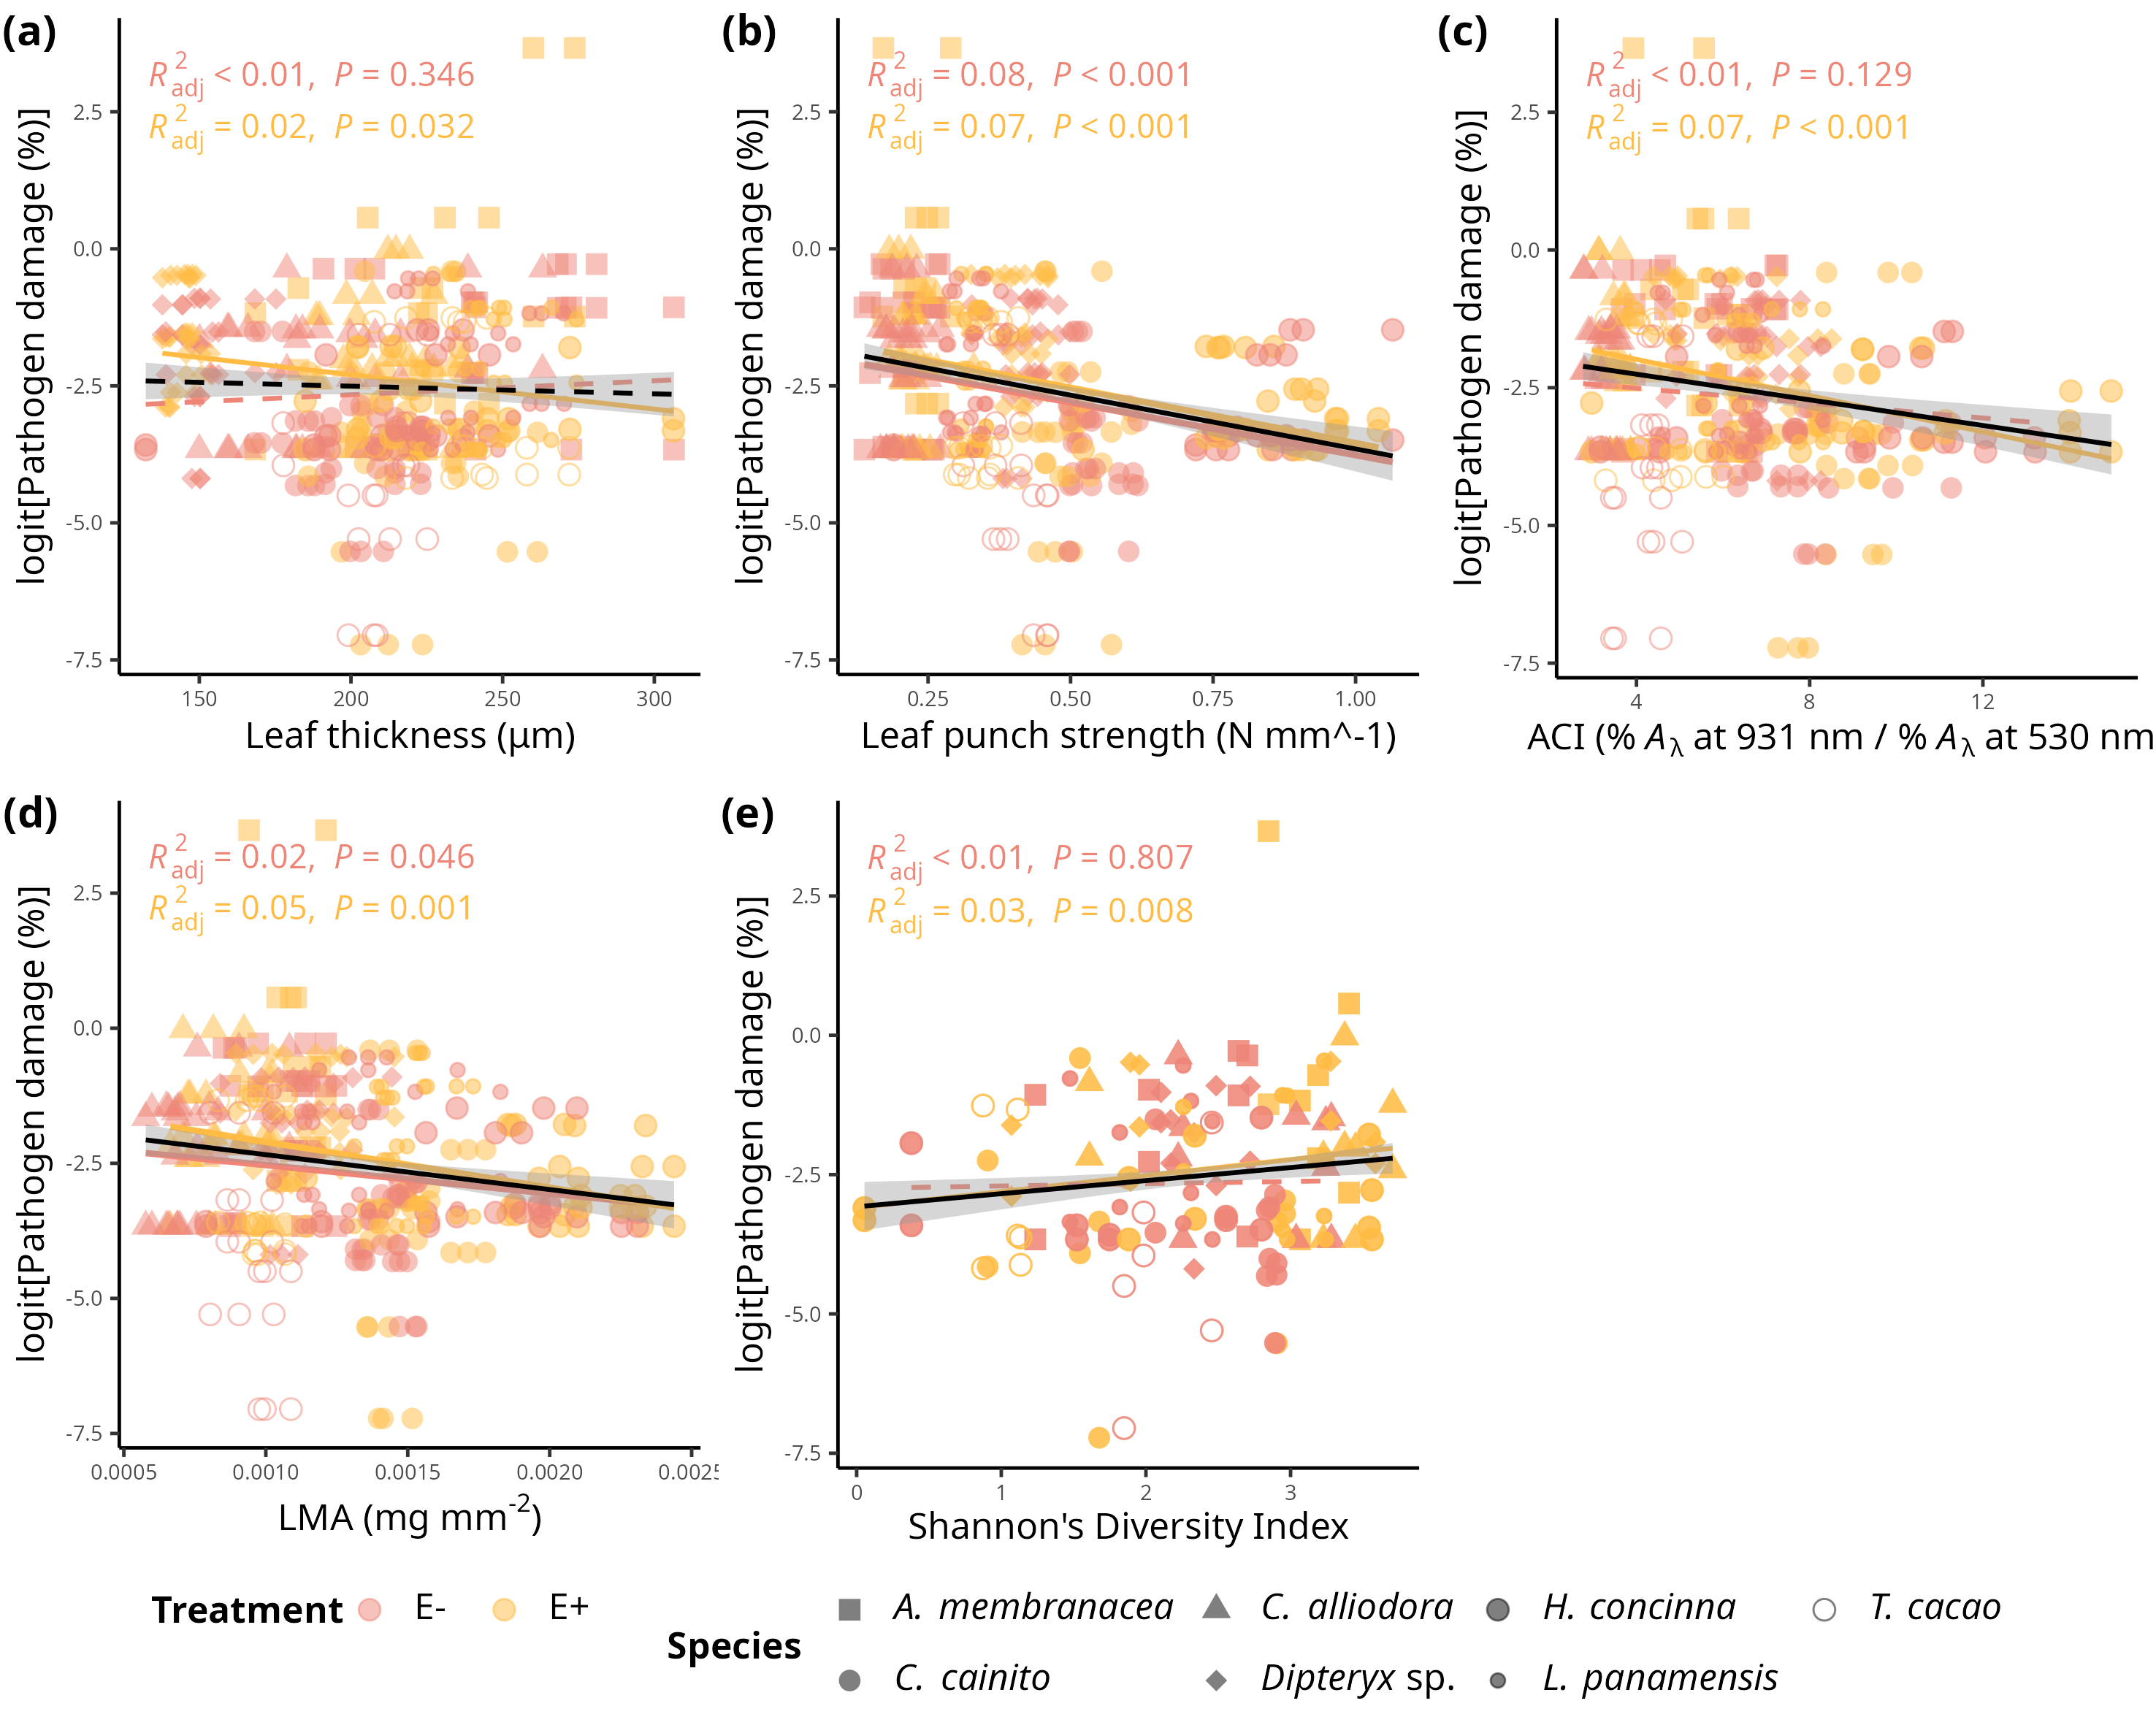 (a)
R²adj < 0.01, P = 0.346
R²adj = 0.02, P = 0.032
logit[Pathogen damage (%)]
2.5
0.0
-2.5
-5.0
-7.5
150 200 250 300
Leaf thickness (μm)
(b)
R²adj = 0.08, P < 0.001
R²adj = 0.07, P < 0.001
logit[Pathogen damage (%)]
2.5
0.0
-2.5
-5.0
-7.5
0.25 0.50 0.75 1.00
Leaf punch strength (N mm^-1)
(c)
R²adj < 0.01, P = 0.129
R²adj = 0.07, P < 0.001
logit[Pathogen damage (%)]
2.5
0.0
-2.5
-5.0
-7.5
4 8 12
ACI (% Aλ at 931 nm / % Aλ at 530 nm
(d)
R²adj = 0.02, P = 0.046
R²adj = 0.05, P = 0.001
logit[Pathogen damage (%)]
2.5
0.0
-2.5
-5.0
-7.5
0.0005 0.0010 0.0015 0.0020 0.0025
LMA (mg mm⁻²)
(e)
R²adj < 0.01, P = 0.807
R²adj = 0.03, P = 0.008
logit[Pathogen damage (%)]
2.5
0.0
-2.5
-5.0
-7.5
0 1 2 3
Shannon's Diversity Index
Treatment E- E+
Species
A. membranacea C. alliodora H. concinna T. cacao
C. cainito Dipteryx sp. L. panamensis